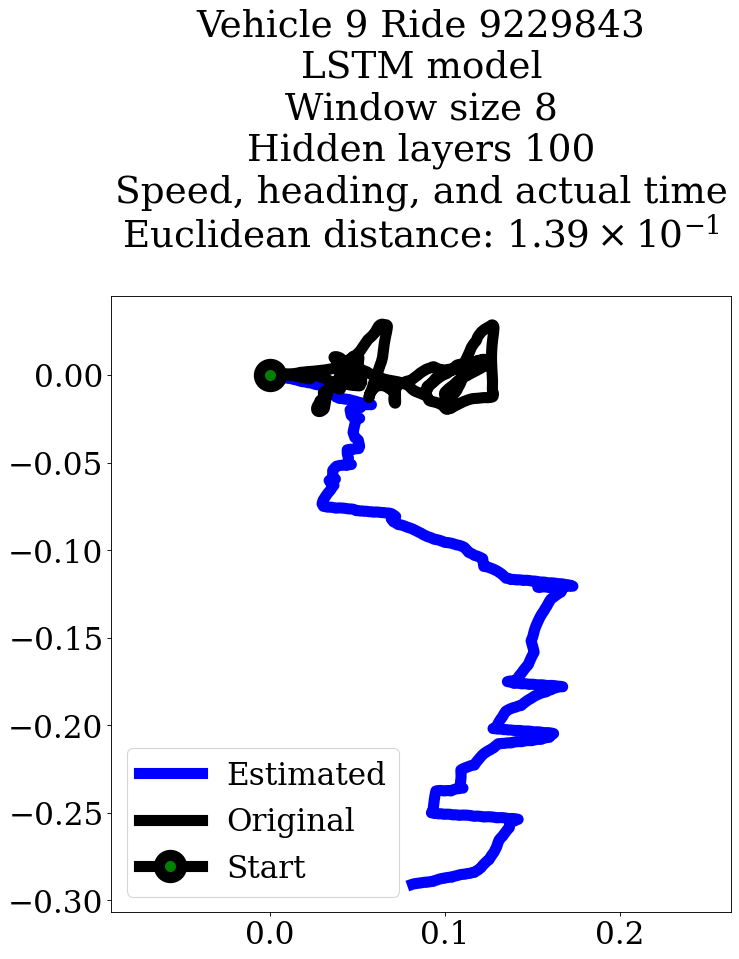 Vehicle 9 Ride 9229843
LSTM model
Window size 8
Hidden layers 100
Speed, heading, and actual time
Euclidean distance: 1.39 × 10⁻¹
0.00
−0.05
−0.10
−0.15
−0.20
−0.25
−0.30
Estimated
Original
Start
0.0 0.1 0.2